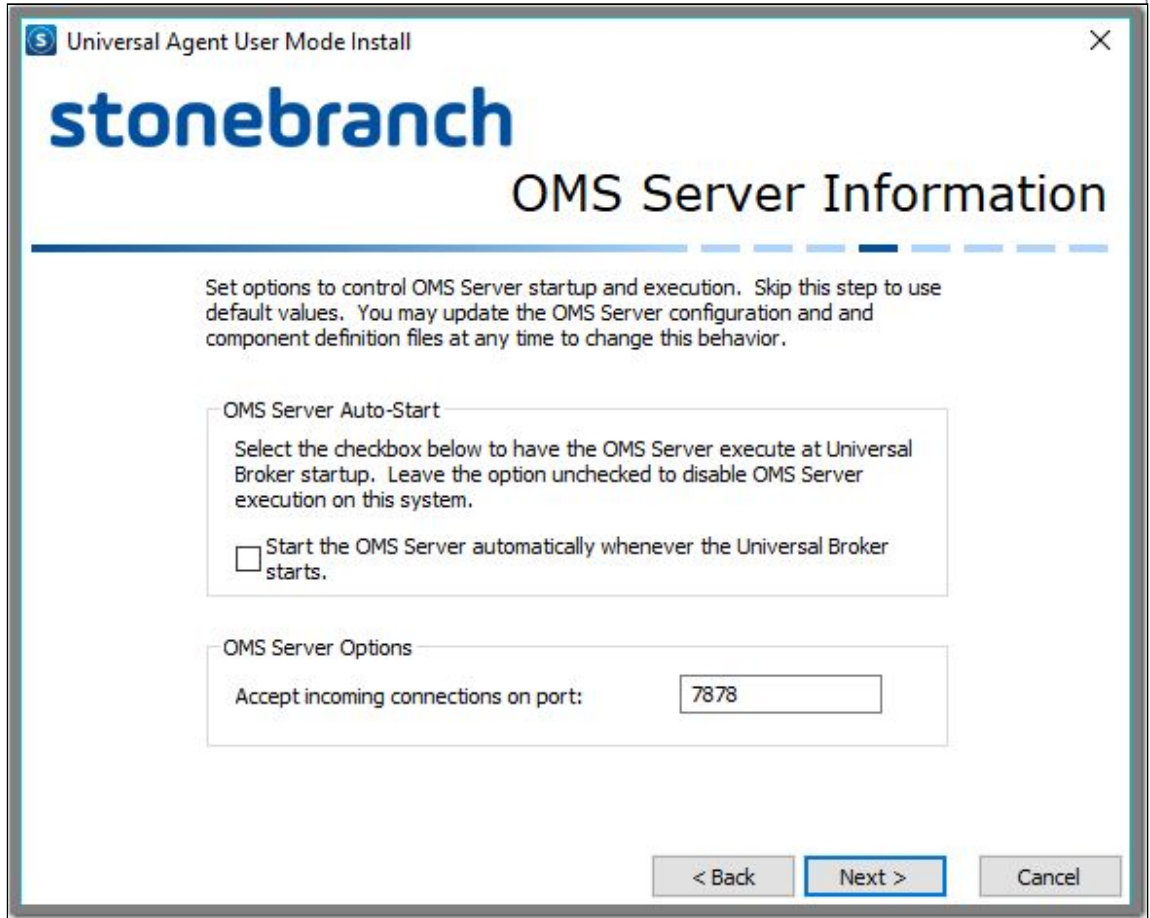 S Universal Agent User Mode Install
stonebranch
OMS Server Information
Set options to control OMS Server startup and execution.  Skip this step to use
default values.  You may update the OMS Server configuration and and
component definition files at any time to change this behavior.
OMS Server Auto-Start
Select the checkbox below to have the OMS Server execute at Universal
Broker startup.  Leave the option unchecked to disable OMS Server
execution on this system.
Start the OMS Server automatically whenever the Universal Broker
starts.
OMS Server Options
Accept incoming connections on port: 7878
< Back Next > Cancel